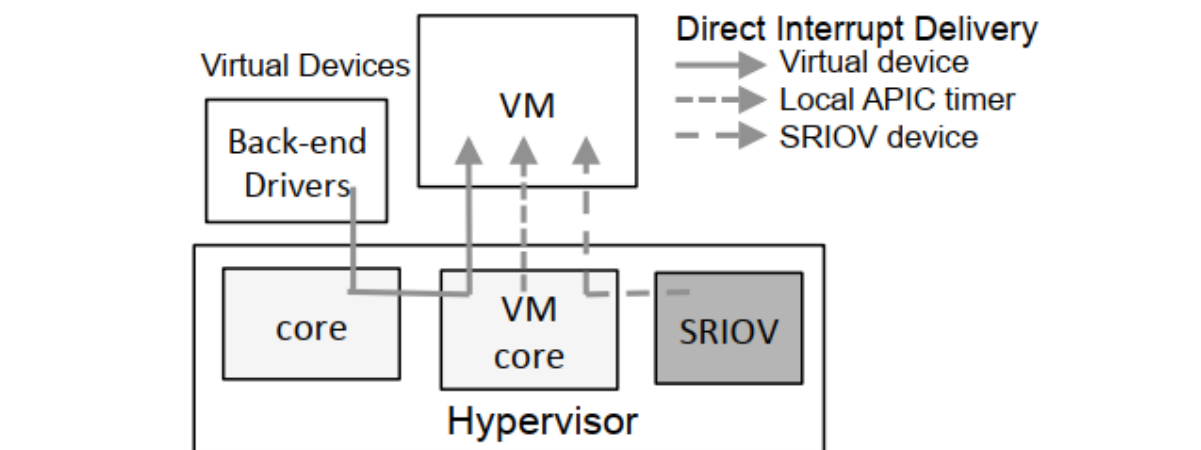 Direct Interrupt Delivery
Virtual device
Local APIC timer
SRIOV device
Virtual Devices
VM
Back-end
Drivers
core
VM
core
SRIOV
Hypervisor